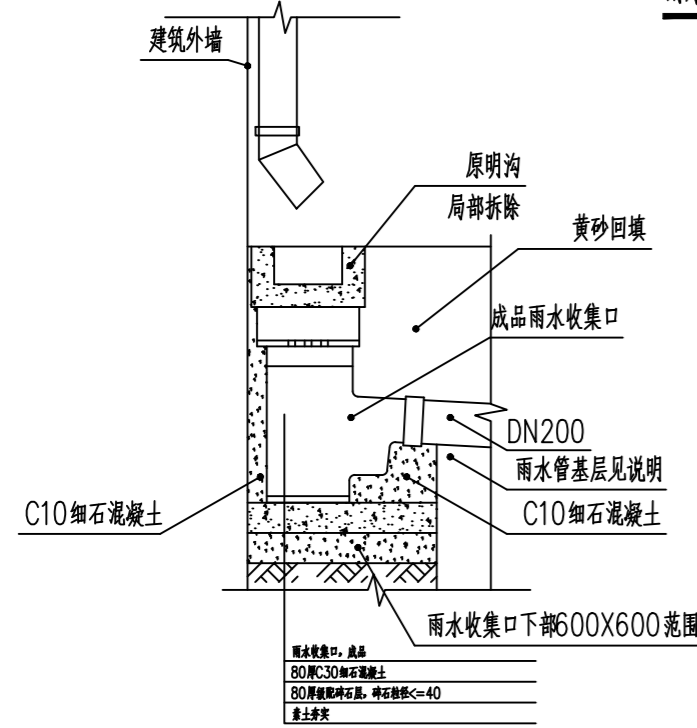 建筑外墙
原明沟
局部拆除
黄砂回填
成品雨水收集口
DN200
雨水管基层见说明
C10细石混凝土
C10细石混凝土
雨水收集口下部600X600范围
雨水收集口，成品
80厚C30细石混凝土
80厚级配碎石层，碎石粒径<=40
素土夯实